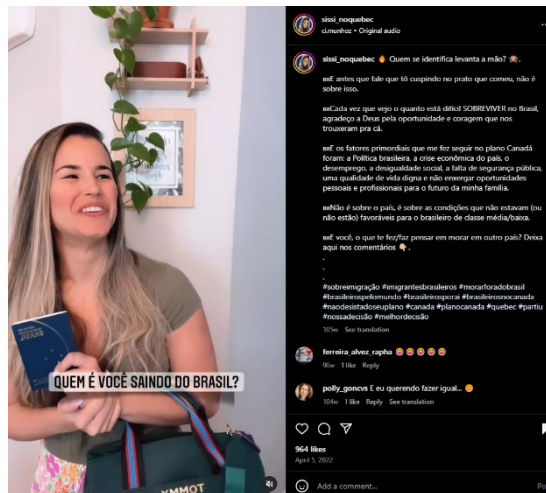 sissi_noquebec
ci.munhoz • Original audio
sissi_noquebec 🔥 Quem se identifica levanta a mão? 🙋🏼‍♀️.
E antes que fale que tô cuspindo no prato que comeu, não é
sobre isso.
Cada vez que vejo o quanto está difícil SOBREVIVER no Brasil,
agradeço a Deus pela oportunidade e coragem que nos
trouxeram pra cá.
E os fatores primordiais que me fez seguir no plano Canadá
foram: a Política brasileira, a crise econômica do país, o
desemprego, a desigualdade social, a falta de segurança pública,
uma qualidade de vida digna e não enxergar oportunidades
pessoais e profissionais para o futuro da minha família.
Não é sobre o país, é sobre as condições que não estavam (ou
não estão) favoráveis para o brasileiro de classe média/baixa.
E você, o que te fez/faz pensar em morar em outro país? Deixa
aqui nos comentários 👇🏼.
.
.
.
#sobreimigração #imigrantesbrasileiros #morarforadobrasil
#brasileirospelomundo #brasileirosporai #brasileirosnocanada
#naodesistadoseuplano #canada #planocanada #quebec #partiu
#nossadecisão #melhordecisão
105w See translation
ferreira_alvez_rapha 😍😍😍😍😍
90w 1 like Reply
polly_goncvs E eu querendo fazer igual...
104w 1 like Reply See translation
964 likes
April 5, 2022
Add a comment...
Po
QUEM É VOCÊ SAINDO DO BRASIL?
YMMOT